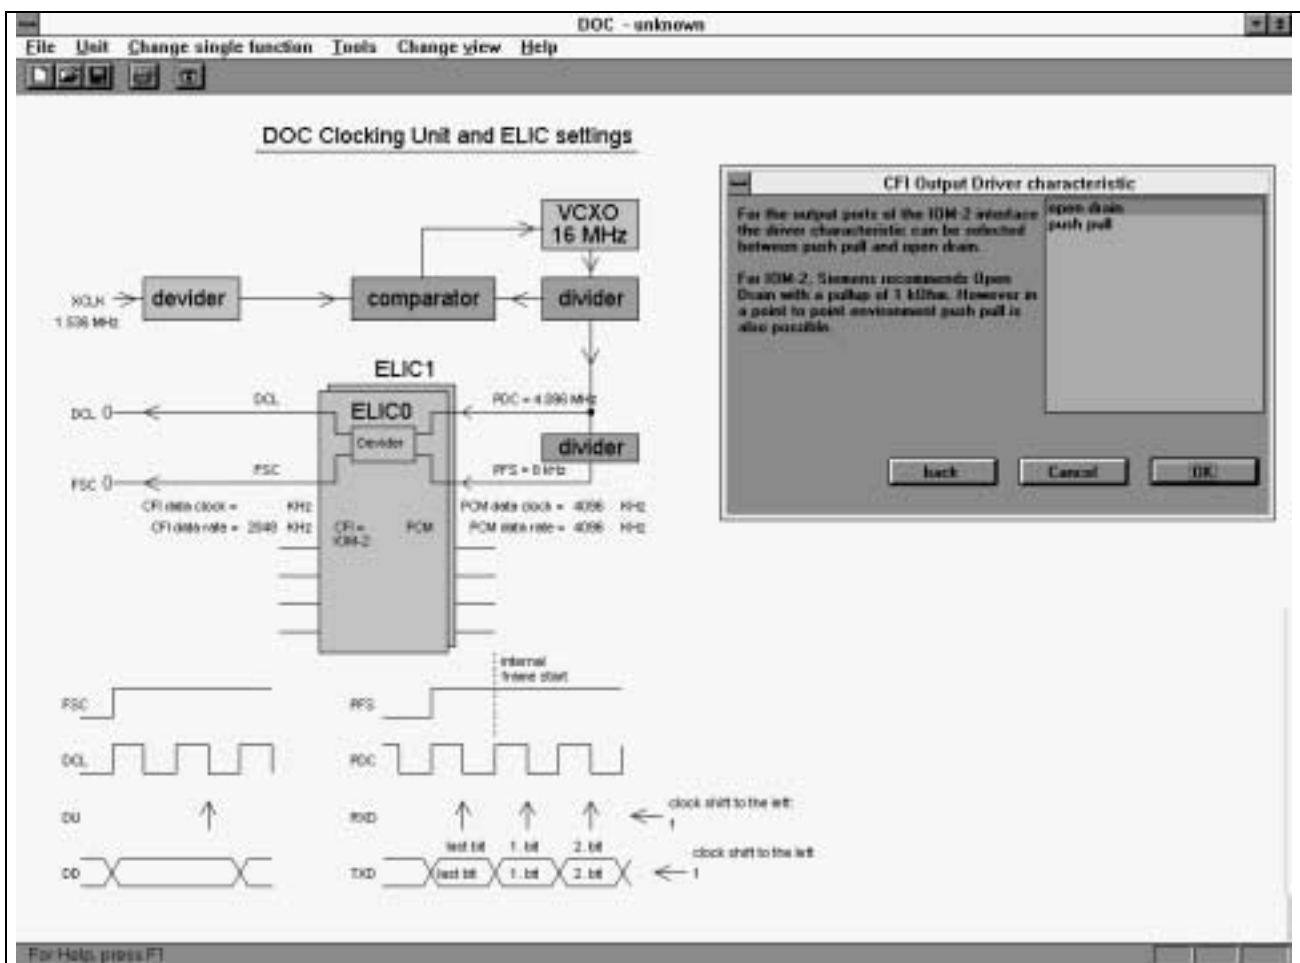 DOC - unknown
File Unit Change single function Tools Change view Help
DOC Clocking Unit and ELIC settings
VCXO
16 MHz
XCLK
devider
comparator
divider
1.536 MHz
ELIC1
DCL
DCL
ELIC0
PDC = 4.096 MHz
Devider
divider
FSC
FSC
PFS = 8 kHz
CFI data clock = KHz
PCM data clock = 4096 KHz
CFI data rate = 2048 KHz
CFI =
IOM-2
PCM
PCM data rate = 4096 KHz
internal
frame start
FSC
PFS
DCL
PDC
DU
RXD
clock shift to the left:
1
last bit 1. bit 2. bit
DD
TXD
last bit 1. bit 2. bit
clock shift to the left:
1
CFI Output Driver characteristic
For the output ports of the IOM-2 interface
the driver characteristic can be selected
between push pull and open drain.
For IOM-2, Siemens recommends Open
Drain with a pullup of 1 kOhm. However in
a point to point environment push pull is
also possible.
open drain
push pull
back
Cancel
OK
For Help, press F1